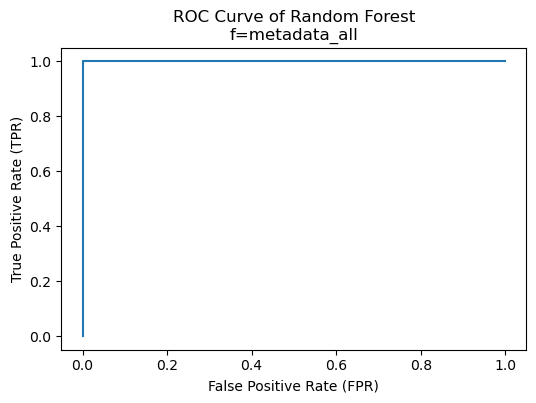 ROC Curve of Random Forest
f=metadata_all
1.0
0.8
0.6
0.4
0.2
0.0
True Positive Rate (TPR)
0.0 0.2 0.4 0.6 0.8 1.0
False Positive Rate (FPR)